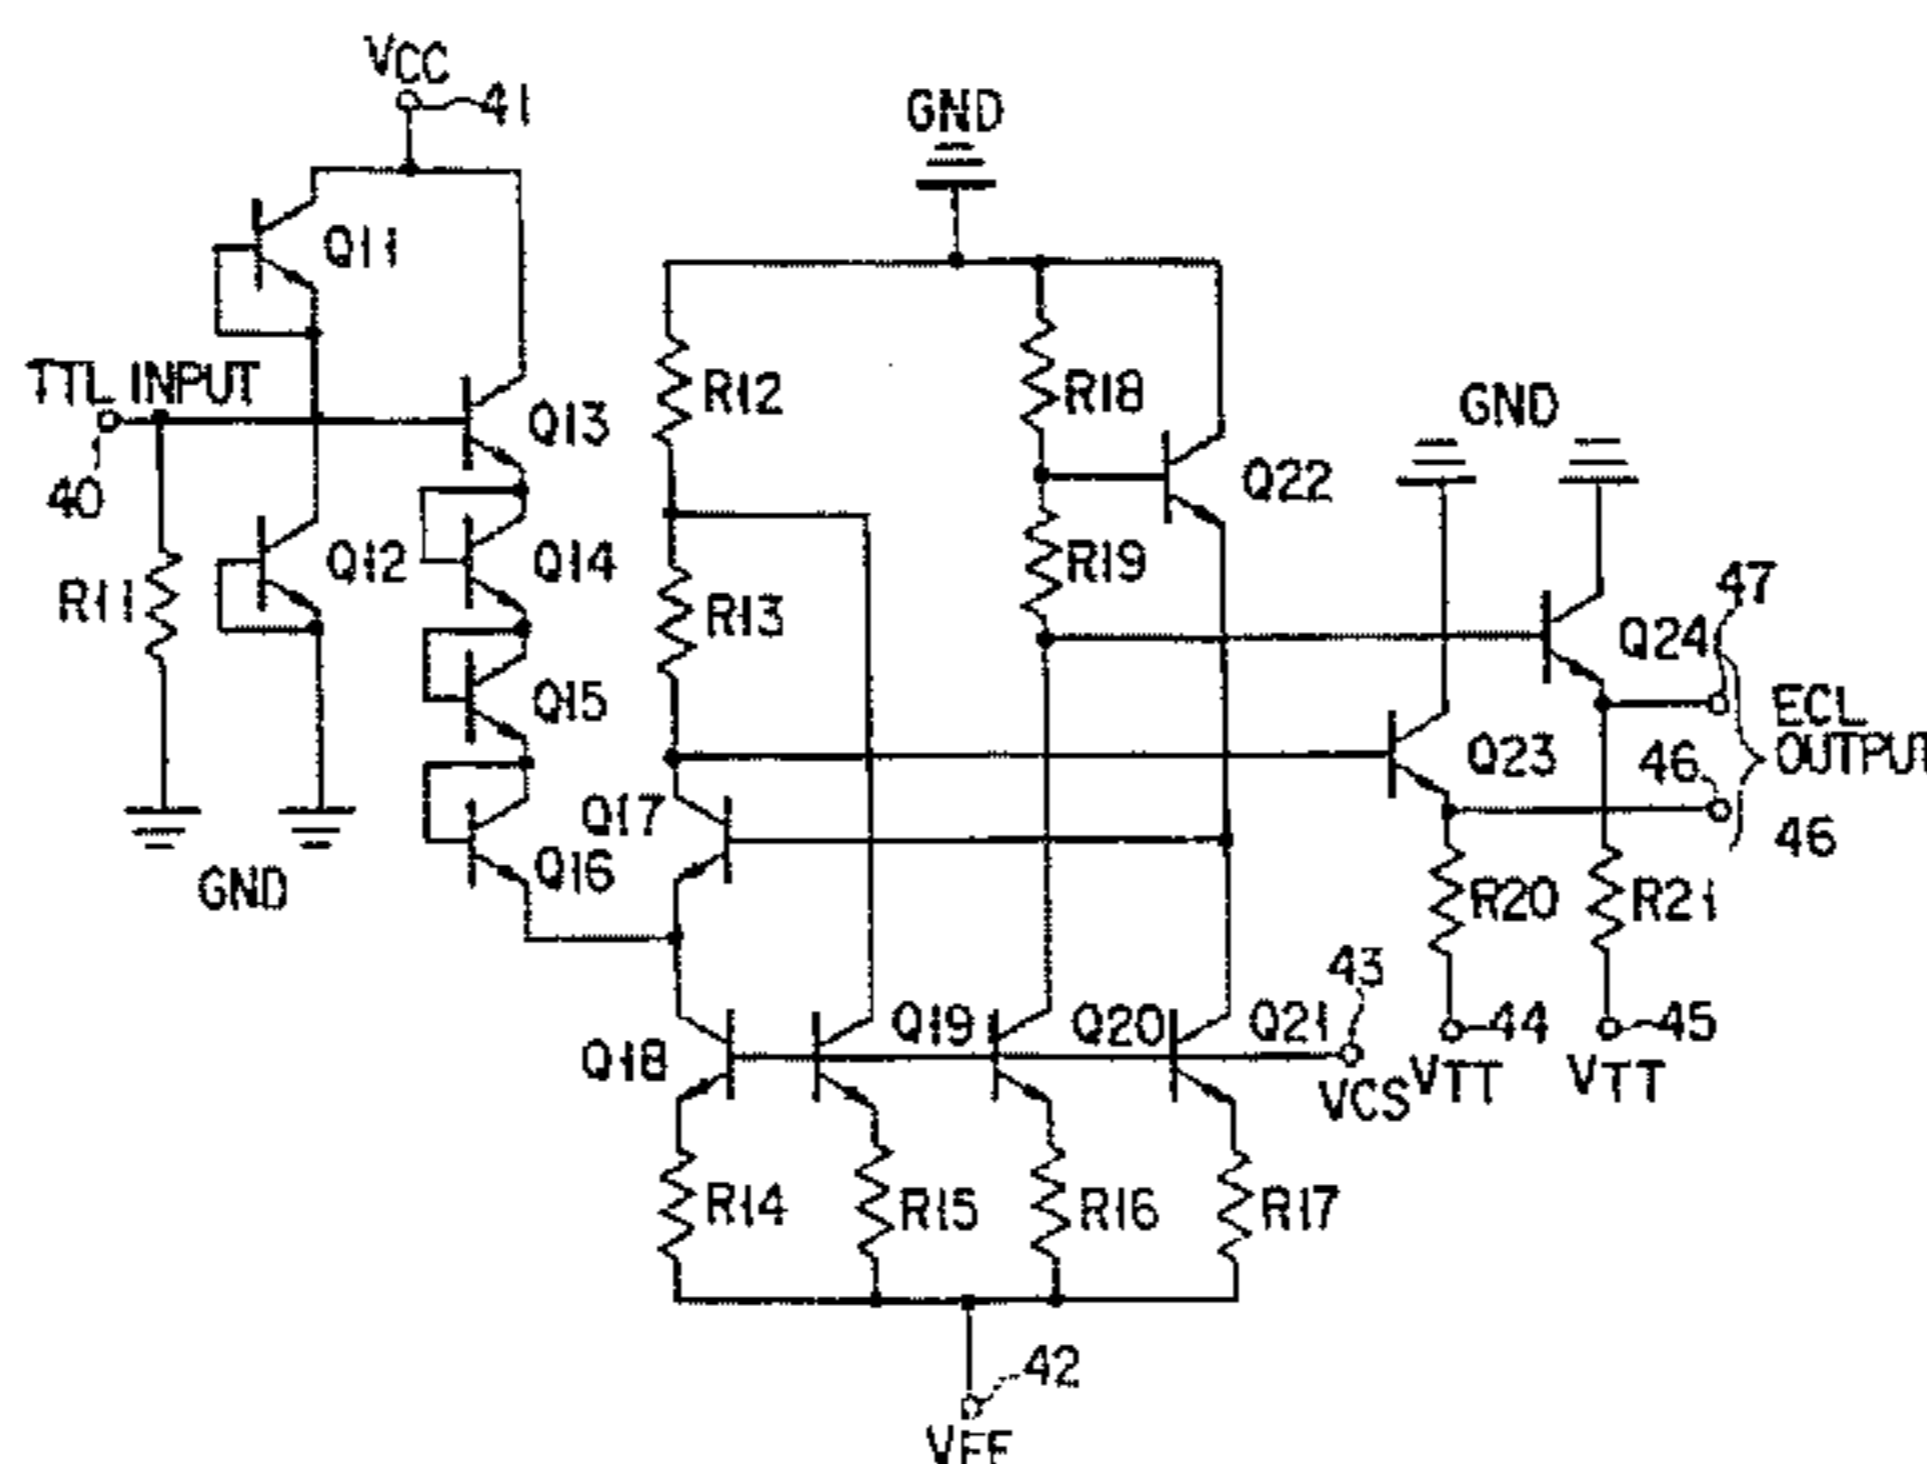 VCC
41
GND
Q11
TTL INPUT
40
R11
Q12
GND
Q13
Q14
Q15
Q16
R12
R13
Q17
R18
R19
Q22
GND
Q24
47
ECL
OUTPUT
Q23
46
46
R20
R21
44
45
VTT
VTT
43
VCS
Q18
Q19
Q20
Q21
R14
R15
R16
R17
42
VEE